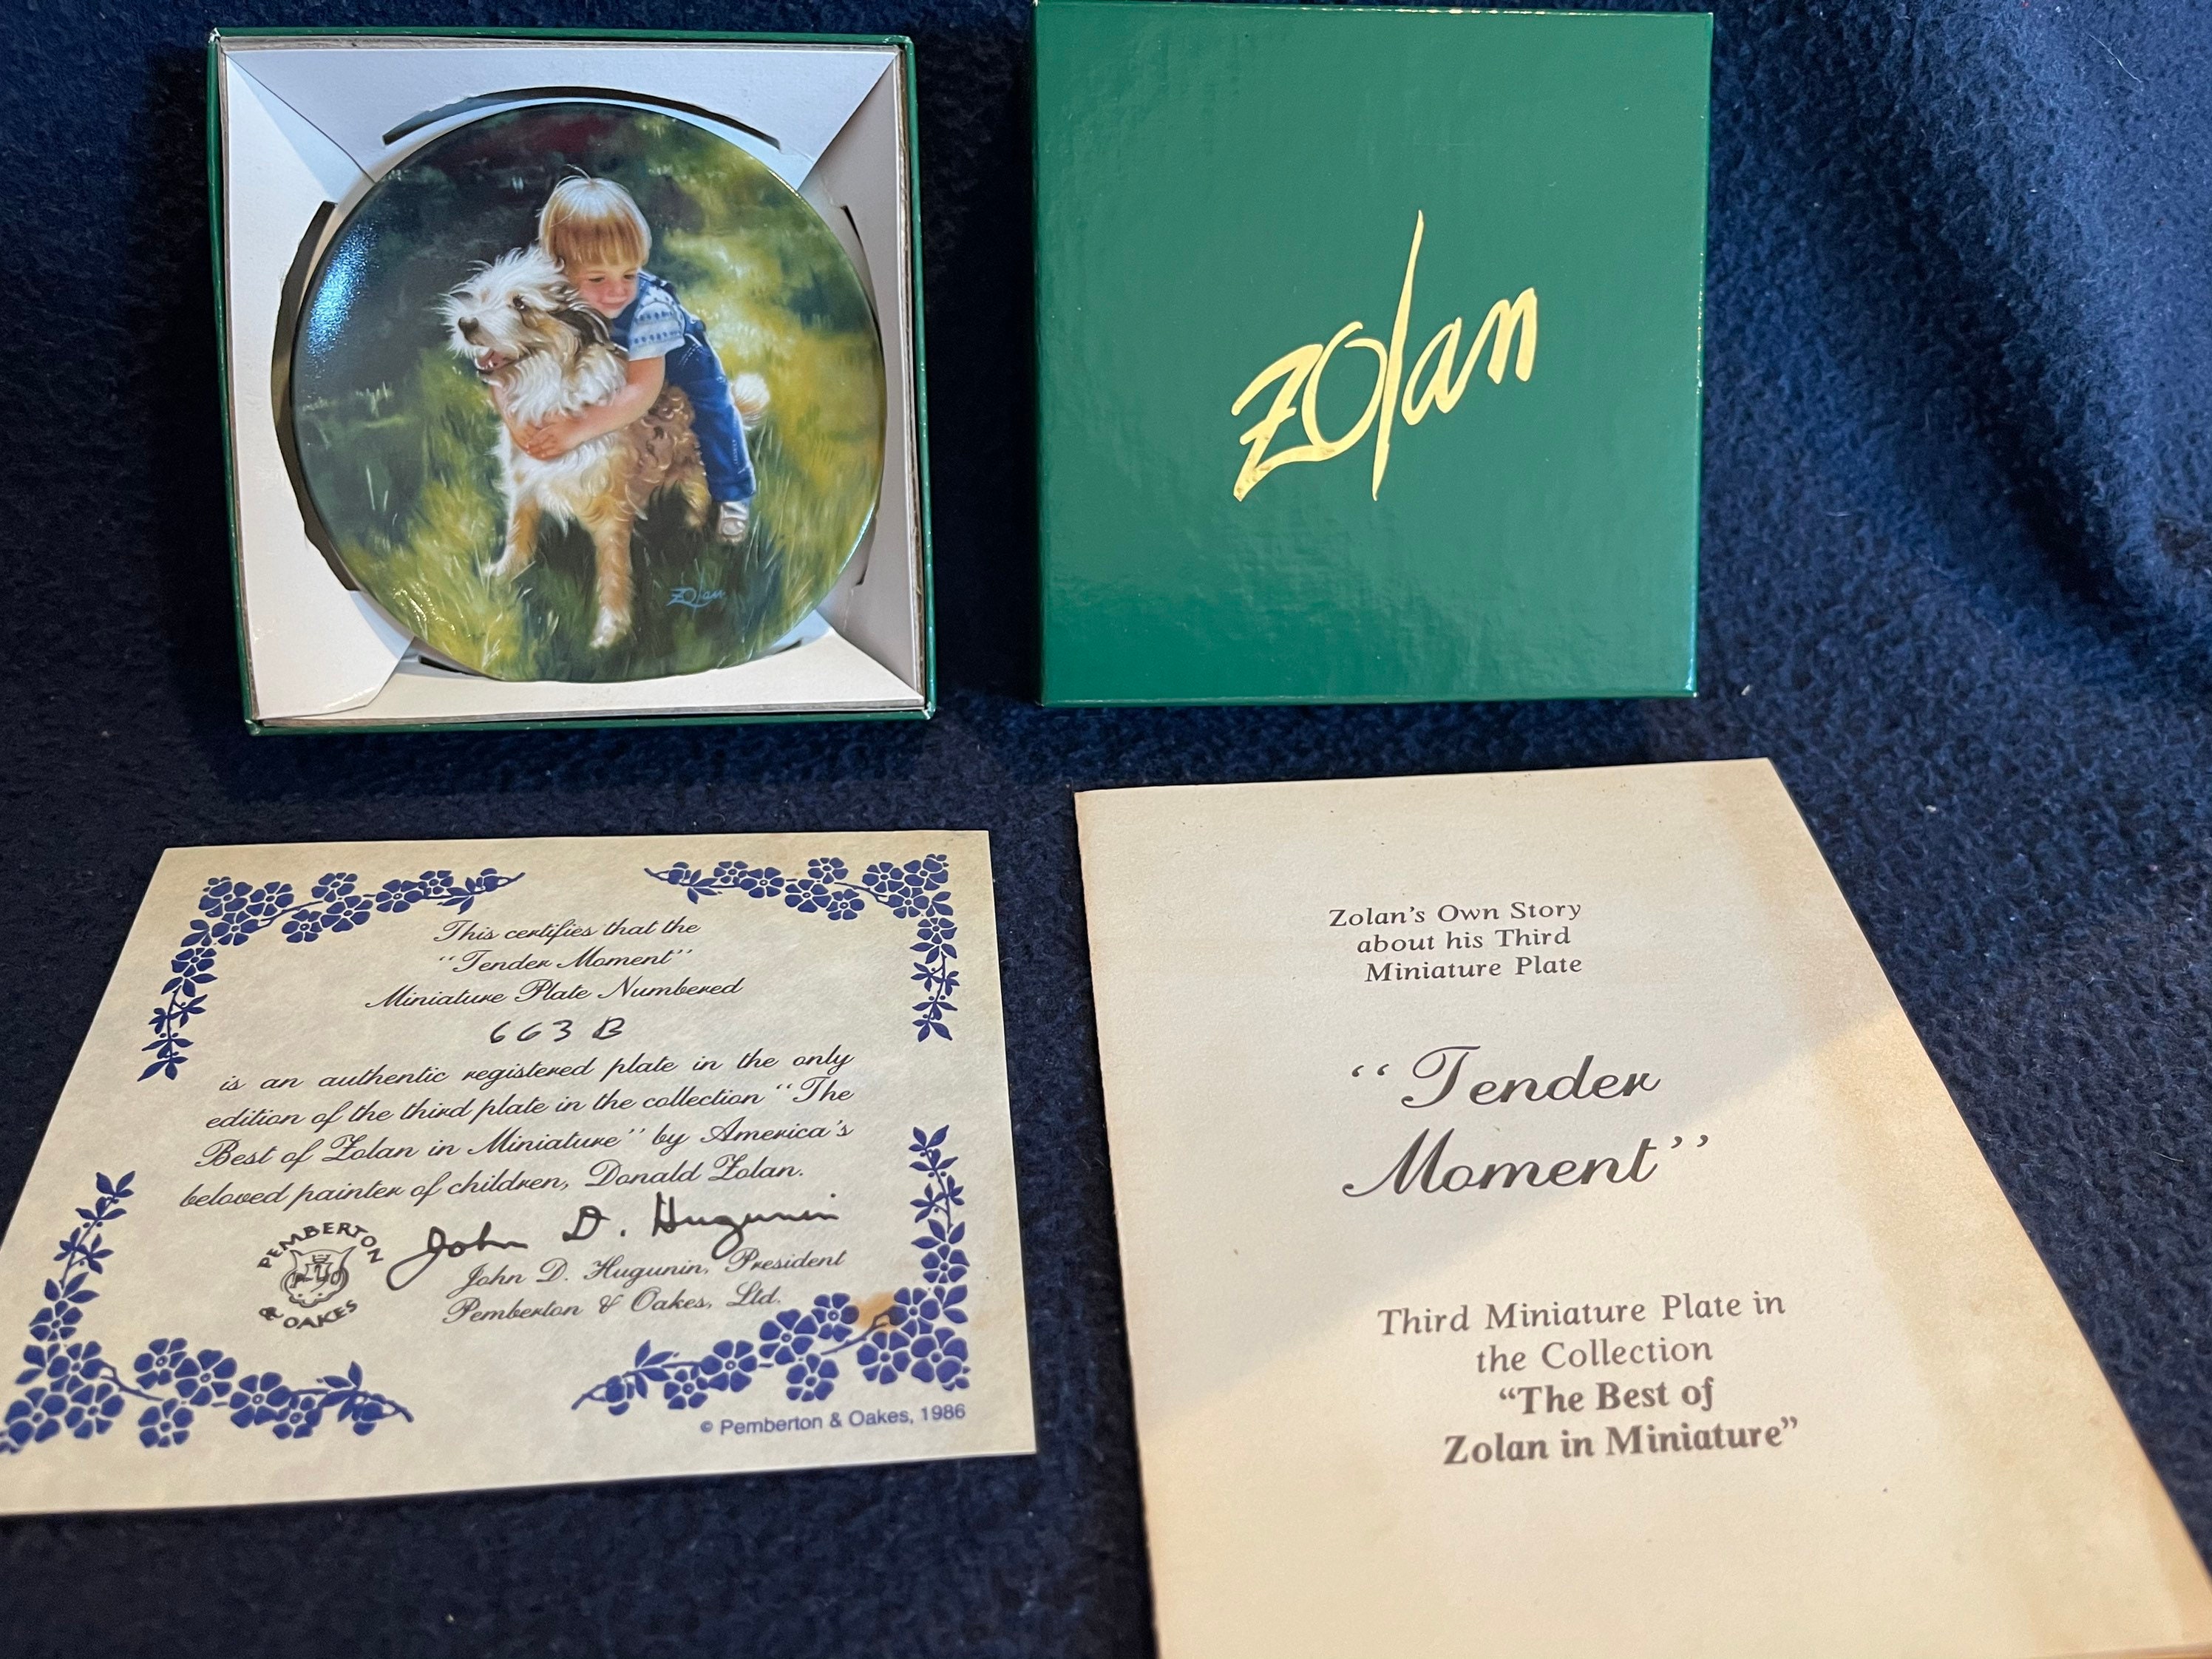 Zolan
Zolan
This certifies that the
"Tender Moment"
Miniature Plate Numbered
663 B
is an authentic registered plate in the only
edition of the third plate in the collection "The
Best of Zolan in Miniature" by America's
beloved painter of children, Donald Zolan.
John D. Hugunin
John D. Hugunin, President
Pemberton & Oakes, Ltd.
PEMBERTON
& OAKES
© Pemberton & Oakes, 1986
Zolan's Own Story
about his Third
Miniature Plate
"Tender
Moment"
Third Miniature Plate in
the Collection
"The Best of
Zolan in Miniature"